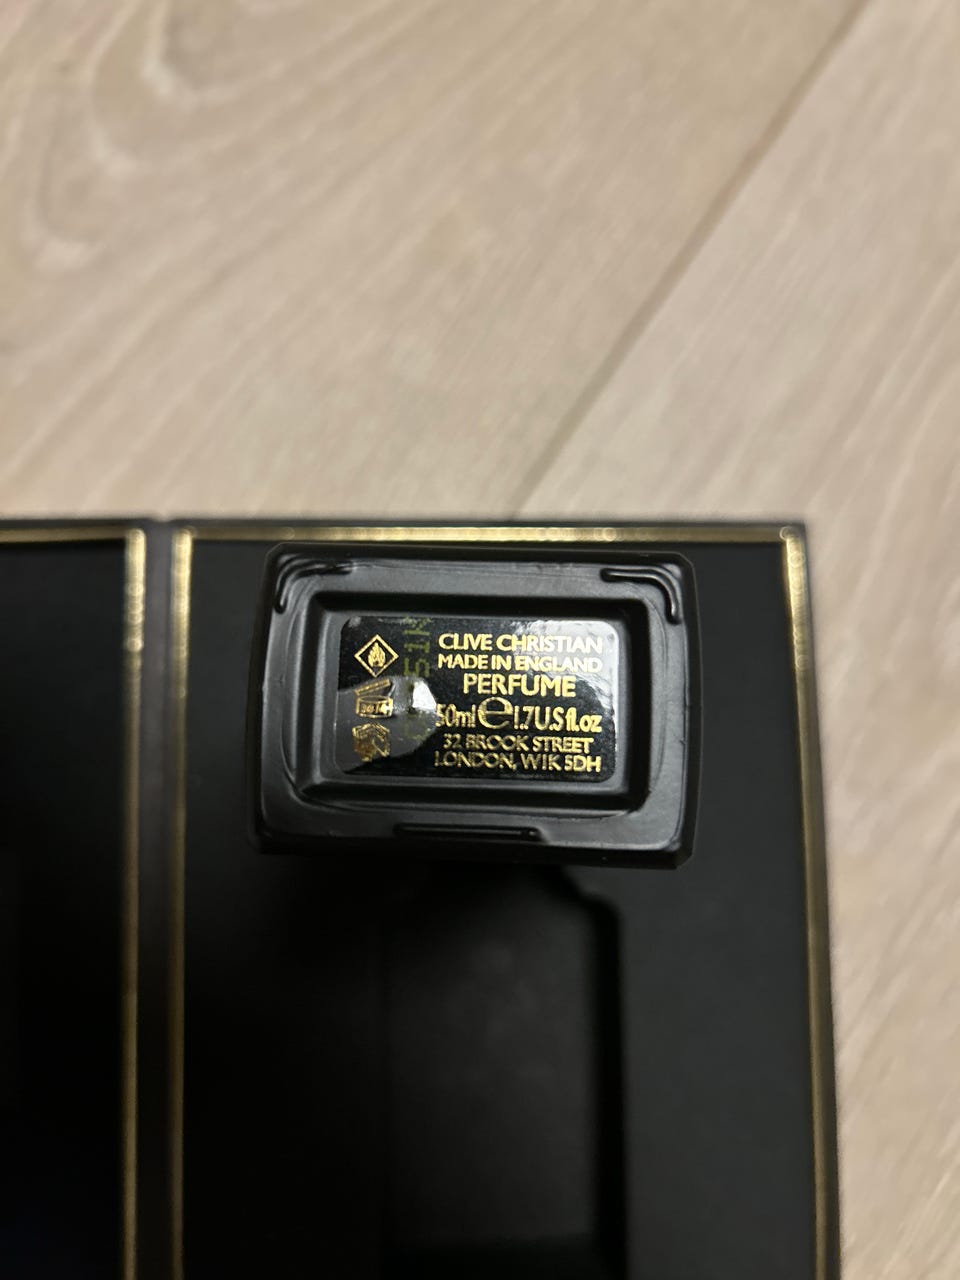 CLIVE CHRISTIAN
MADE IN ENGLAND
PERFUME
50ml e 1.7 U.S fl.oz
32 BROOK STREET
LONDON, W1K 5DH